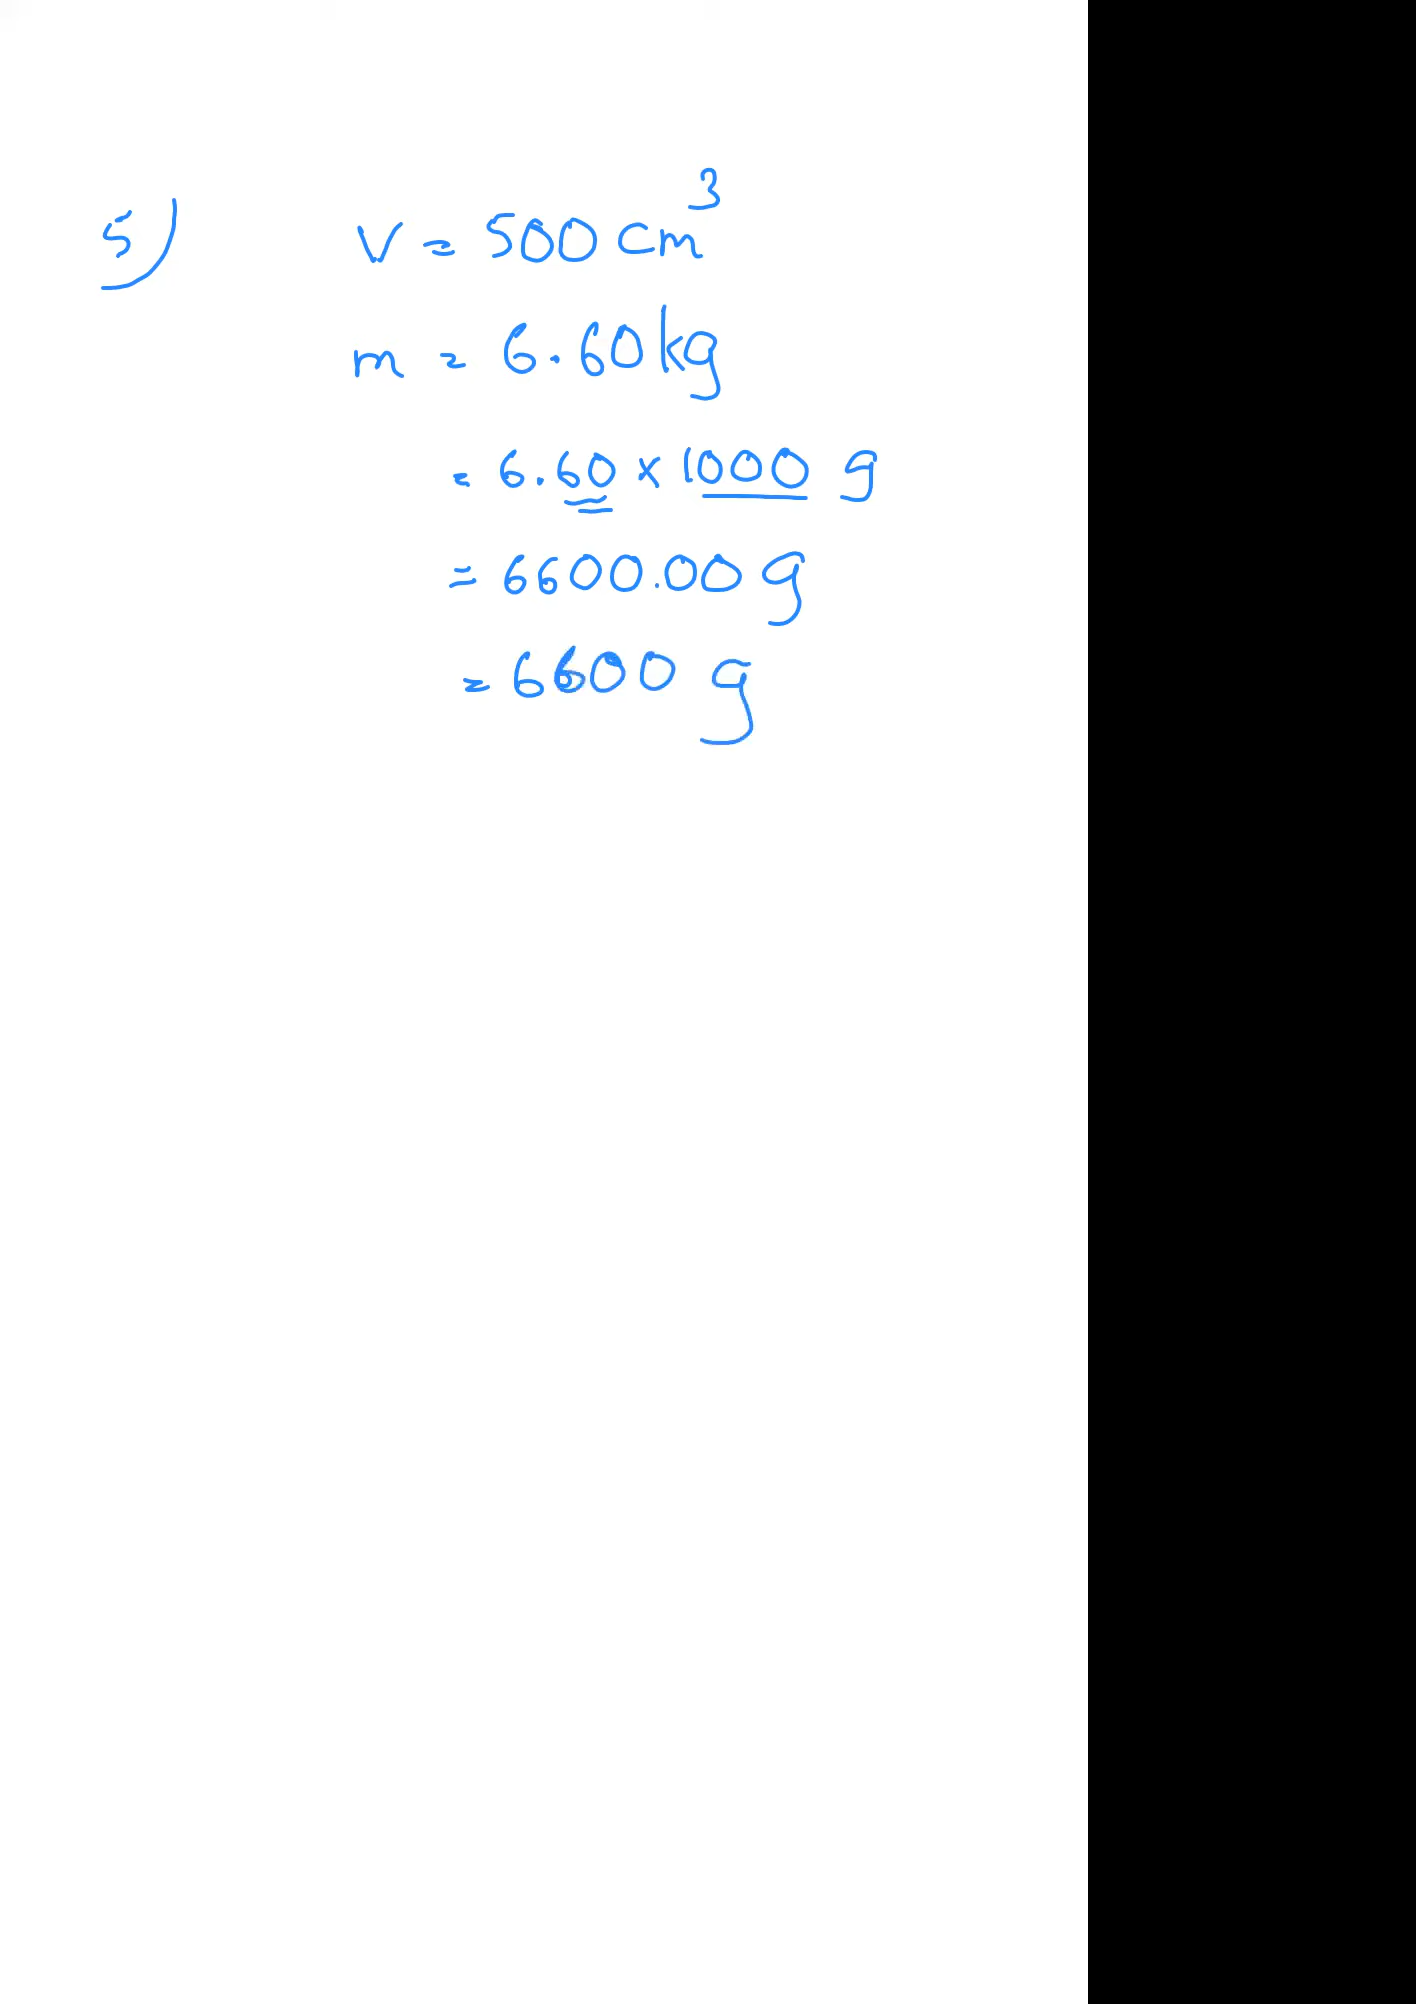 5) V = 500 cm³
m = 6.60 kg
= 6.60 × 1000 g
= 6600.00 g
= 6600 g